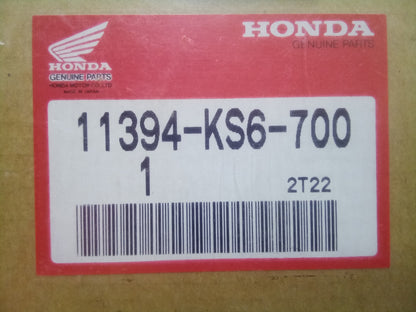 HONDA
GENUINE PARTS
HONDA MOTOR CO.,LTD.
MADE IN JAPAN
HONDA
GENUINE PARTS
11394-KS6-700
1 2T22